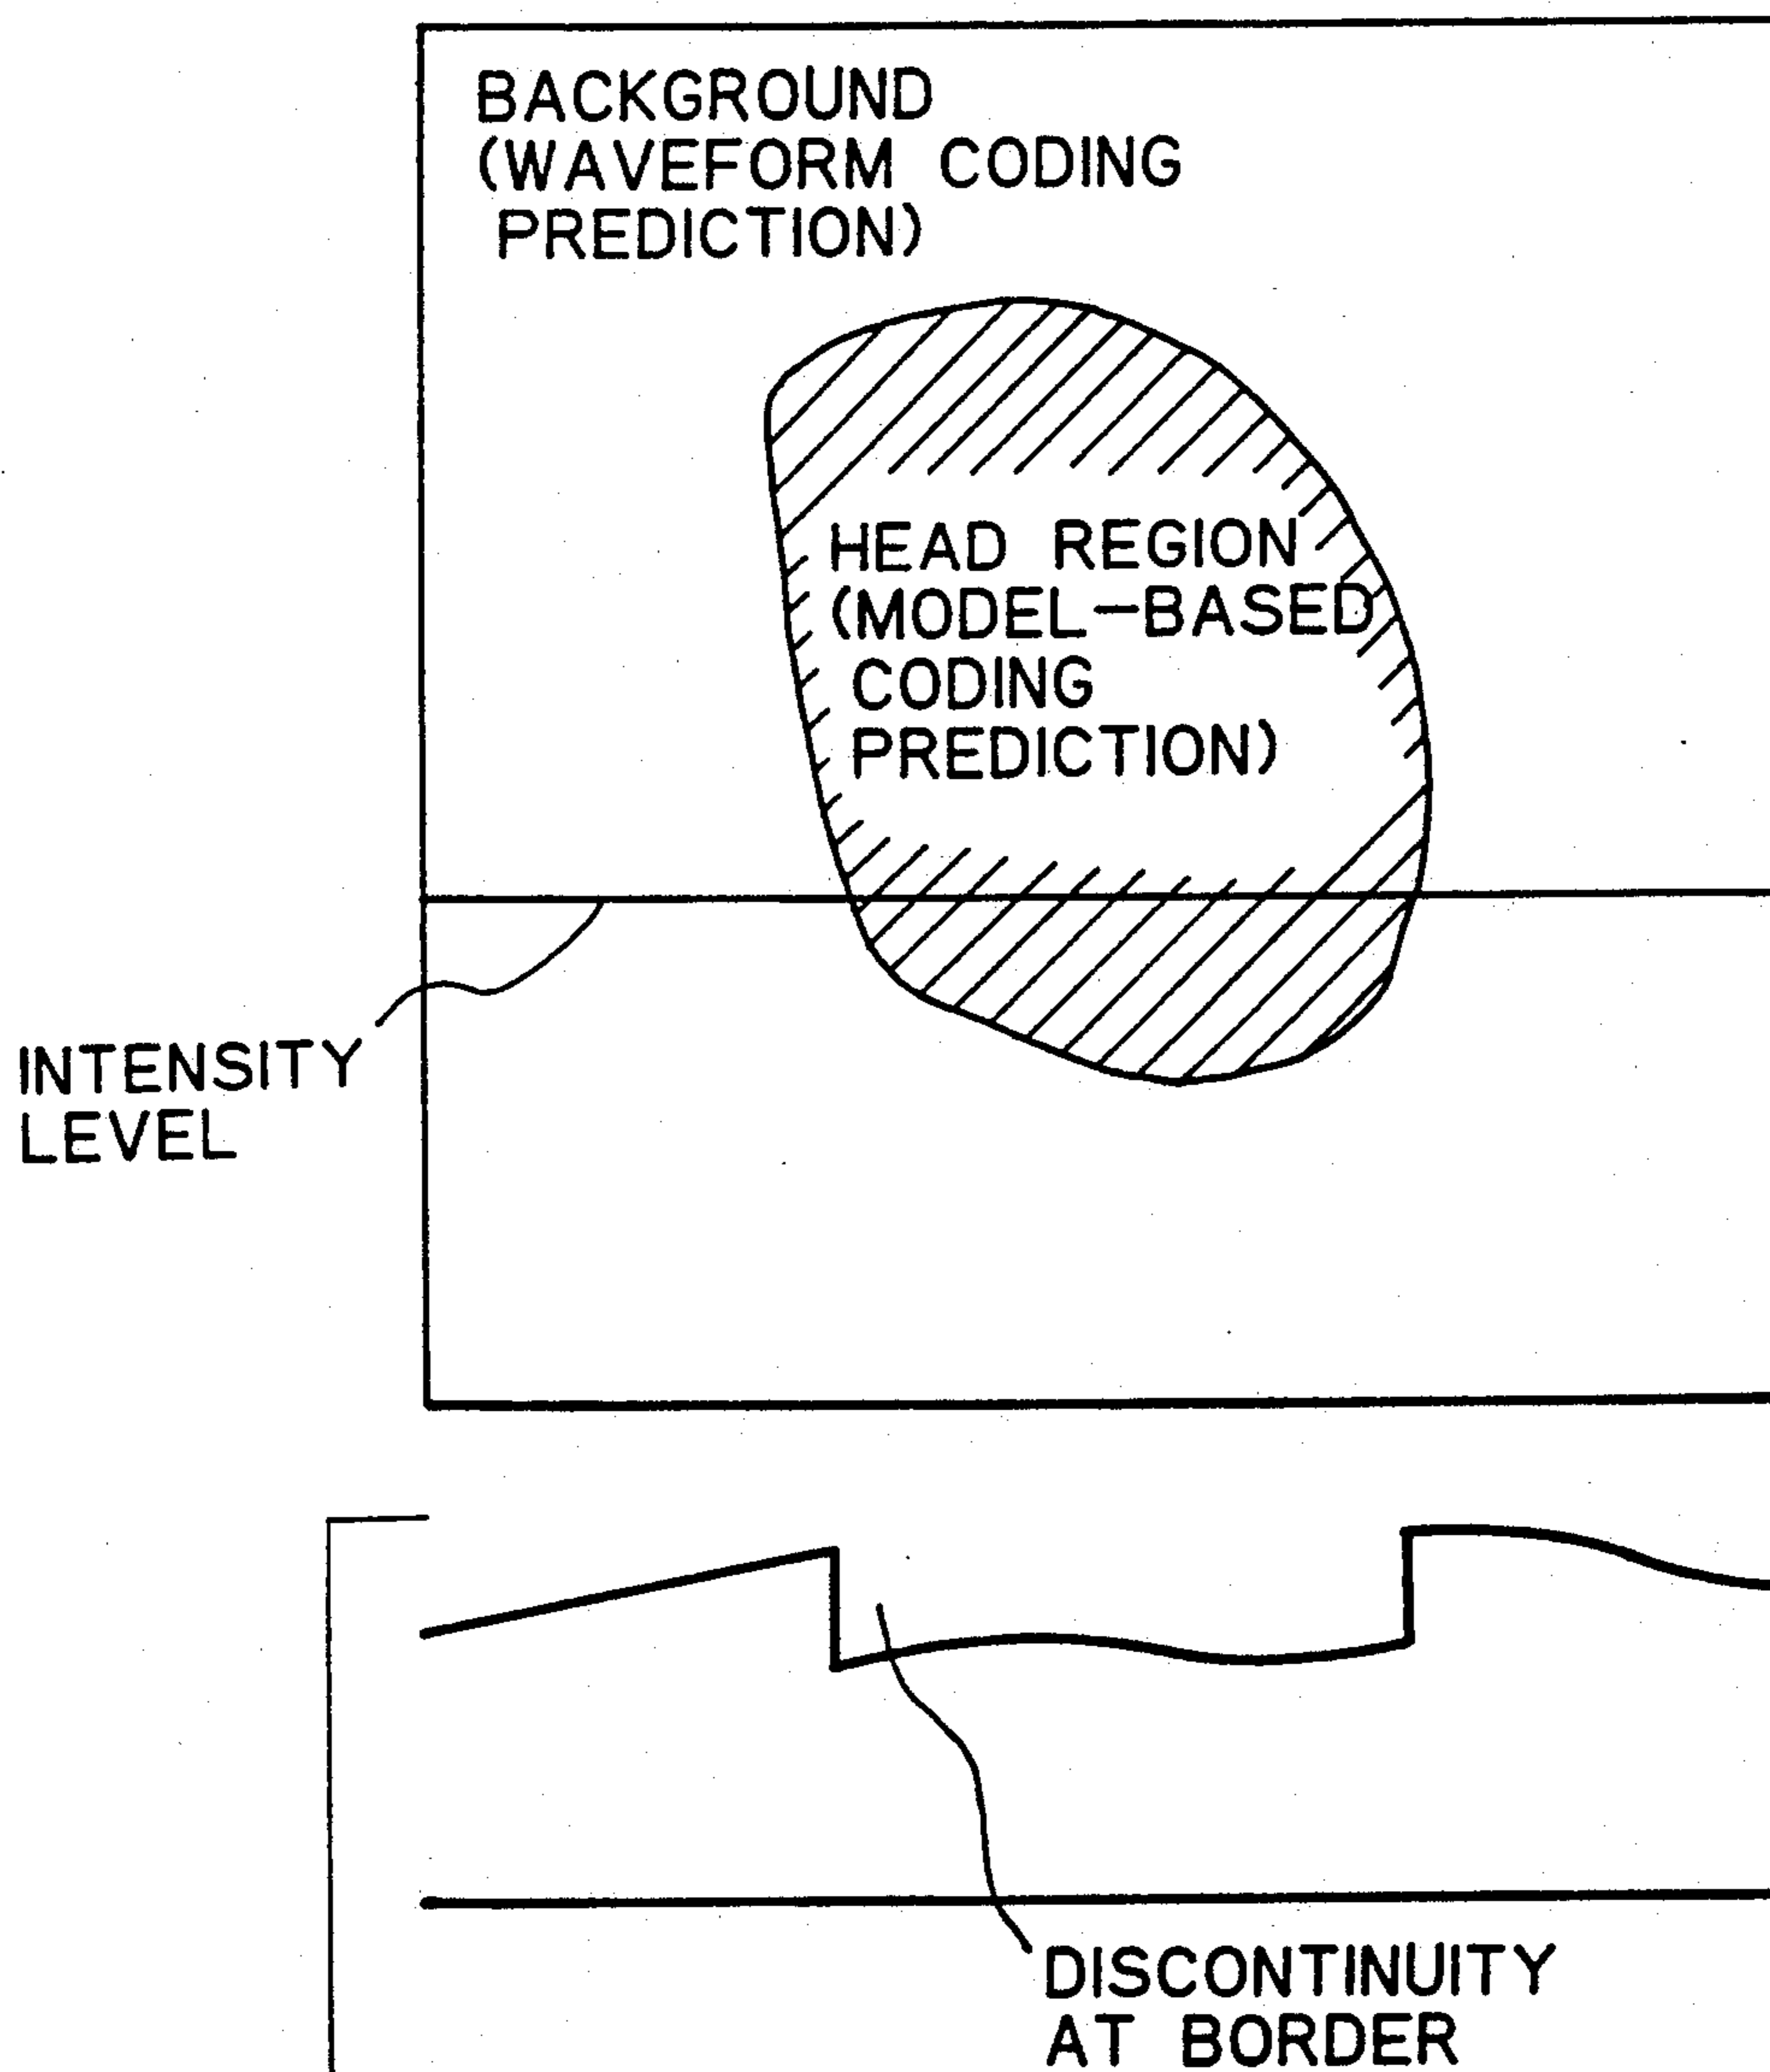 BACKGROUND
(WAVEFORM CODING
PREDICTION)
HEAD REGION
(MODEL-BASED
CODING
PREDICTION)
INTENSITY
LEVEL
DISCONTINUITY
AT BORDER